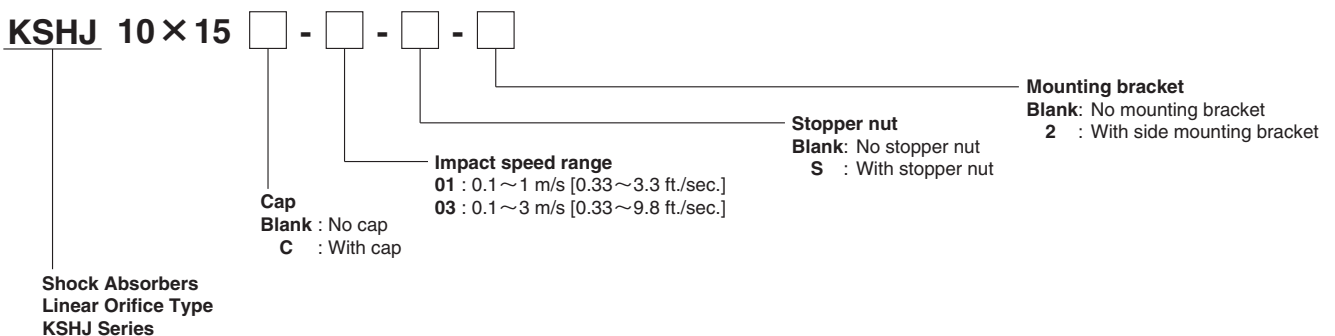 KSHJ 10×15 □ - □ - □ - □
Mounting bracket
Blank: No mounting bracket
2 : With side mounting bracket
Stopper nut
Blank: No stopper nut
S : With stopper nut
Impact speed range
01 : 0.1～1 m/s [0.33～3.3 ft./sec.]
03 : 0.1～3 m/s [0.33～9.8 ft./sec.]
Cap
Blank : No cap
C : With cap
Shock Absorbers
Linear Orifice Type
KSHJ Series